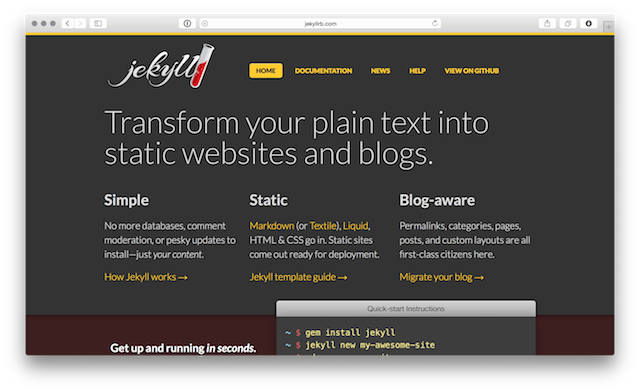 jekyllrb.com
jekyll
HOME DOCUMENTATION NEWS HELP VIEW ON GITHUB
Transform your plain text into
static websites and blogs.
Simple
No more databases, comment
moderation, or pesky updates to
install—just your content.
How Jekyll works →
Static
Markdown (or Textile), Liquid,
HTML & CSS go in. Static sites
come out ready for deployment.
Jekyll template guide →
Blog-aware
Permalinks, categories, pages,
posts, and custom layouts are all
first-class citizens here.
Migrate your blog →
Get up and running in seconds.
Quick-start Instructions
~ $ gem install jekyll
~ $ jekyll new my-awesome-site